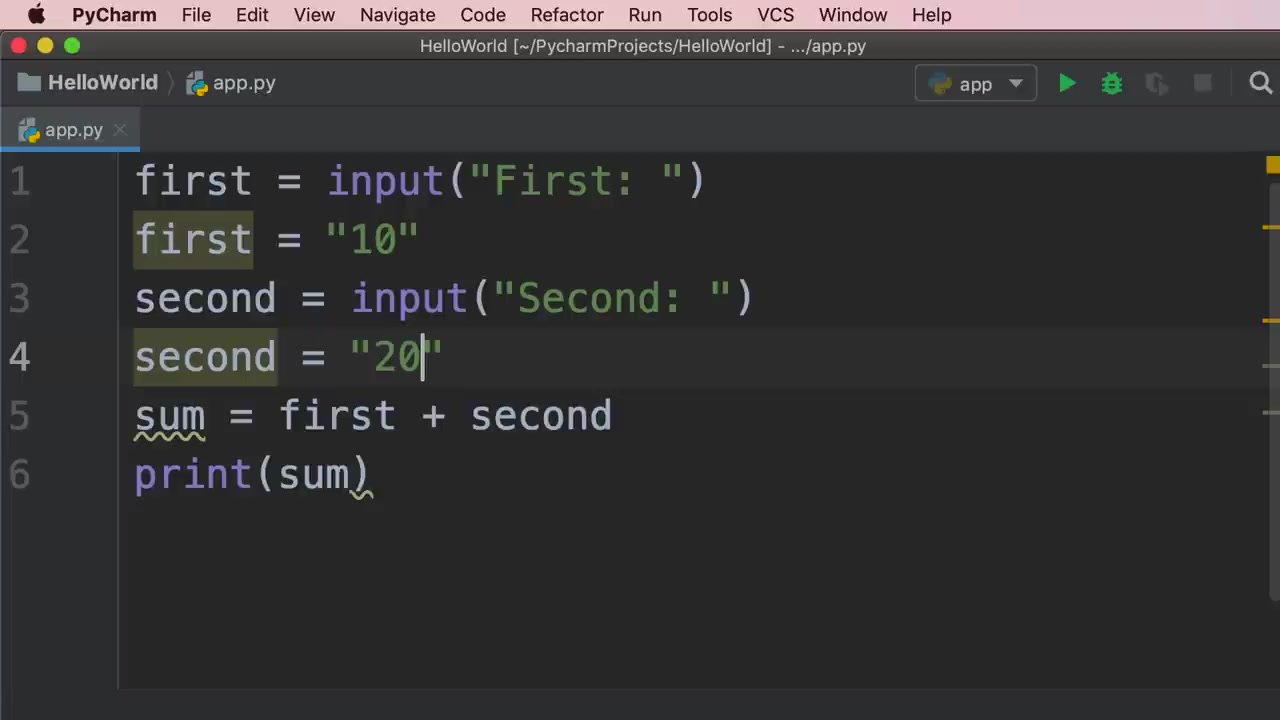 PyCharm File Edit View Navigate Code Refactor Run Tools VCS Window Help
HelloWorld [~/PycharmProjects/HelloWorld] - .../app.py
HelloWorld app.py app
app.py
1 first = input("First: ")
2 first = "10"
3 second = input("Second: ")
4 second = "20"
5 sum = first + second
6 print(sum)